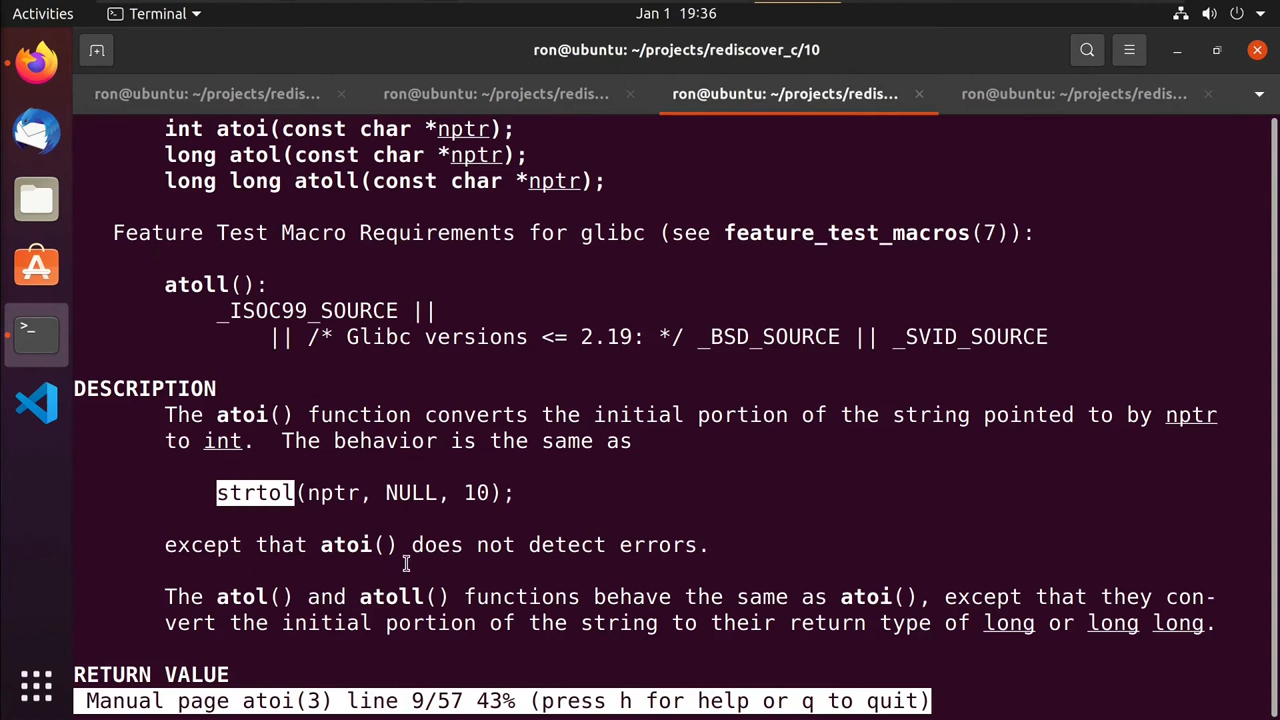 Activities
Terminal
Jan 1 19:36
ron@ubuntu: ~/projects/rediscover_c/10
ron@ubuntu: ~/projects/redis...
ron@ubuntu: ~/projects/redis...
ron@ubuntu: ~/projects/redis...
ron@ubuntu: ~/projects/redis...
int atoi(const char *nptr);
long atol(const char *nptr);
long long atoll(const char *nptr);
Feature Test Macro Requirements for glibc (see feature_test_macros(7)):
atoll():
_ISOC99_SOURCE ||
|| /* Glibc versions <= 2.19: */ _BSD_SOURCE || _SVID_SOURCE
DESCRIPTION
The atoi() function converts the initial portion of the string pointed to by nptr
to int.  The behavior is the same as
strtol(nptr, NULL, 10);
except that atoi() does not detect errors.
The atol() and atoll() functions behave the same as atoi(), except that they con-
vert the initial portion of the string to their return type of long or long long.
RETURN VALUE
Manual page atoi(3) line 9/57 43% (press h for help or q to quit)